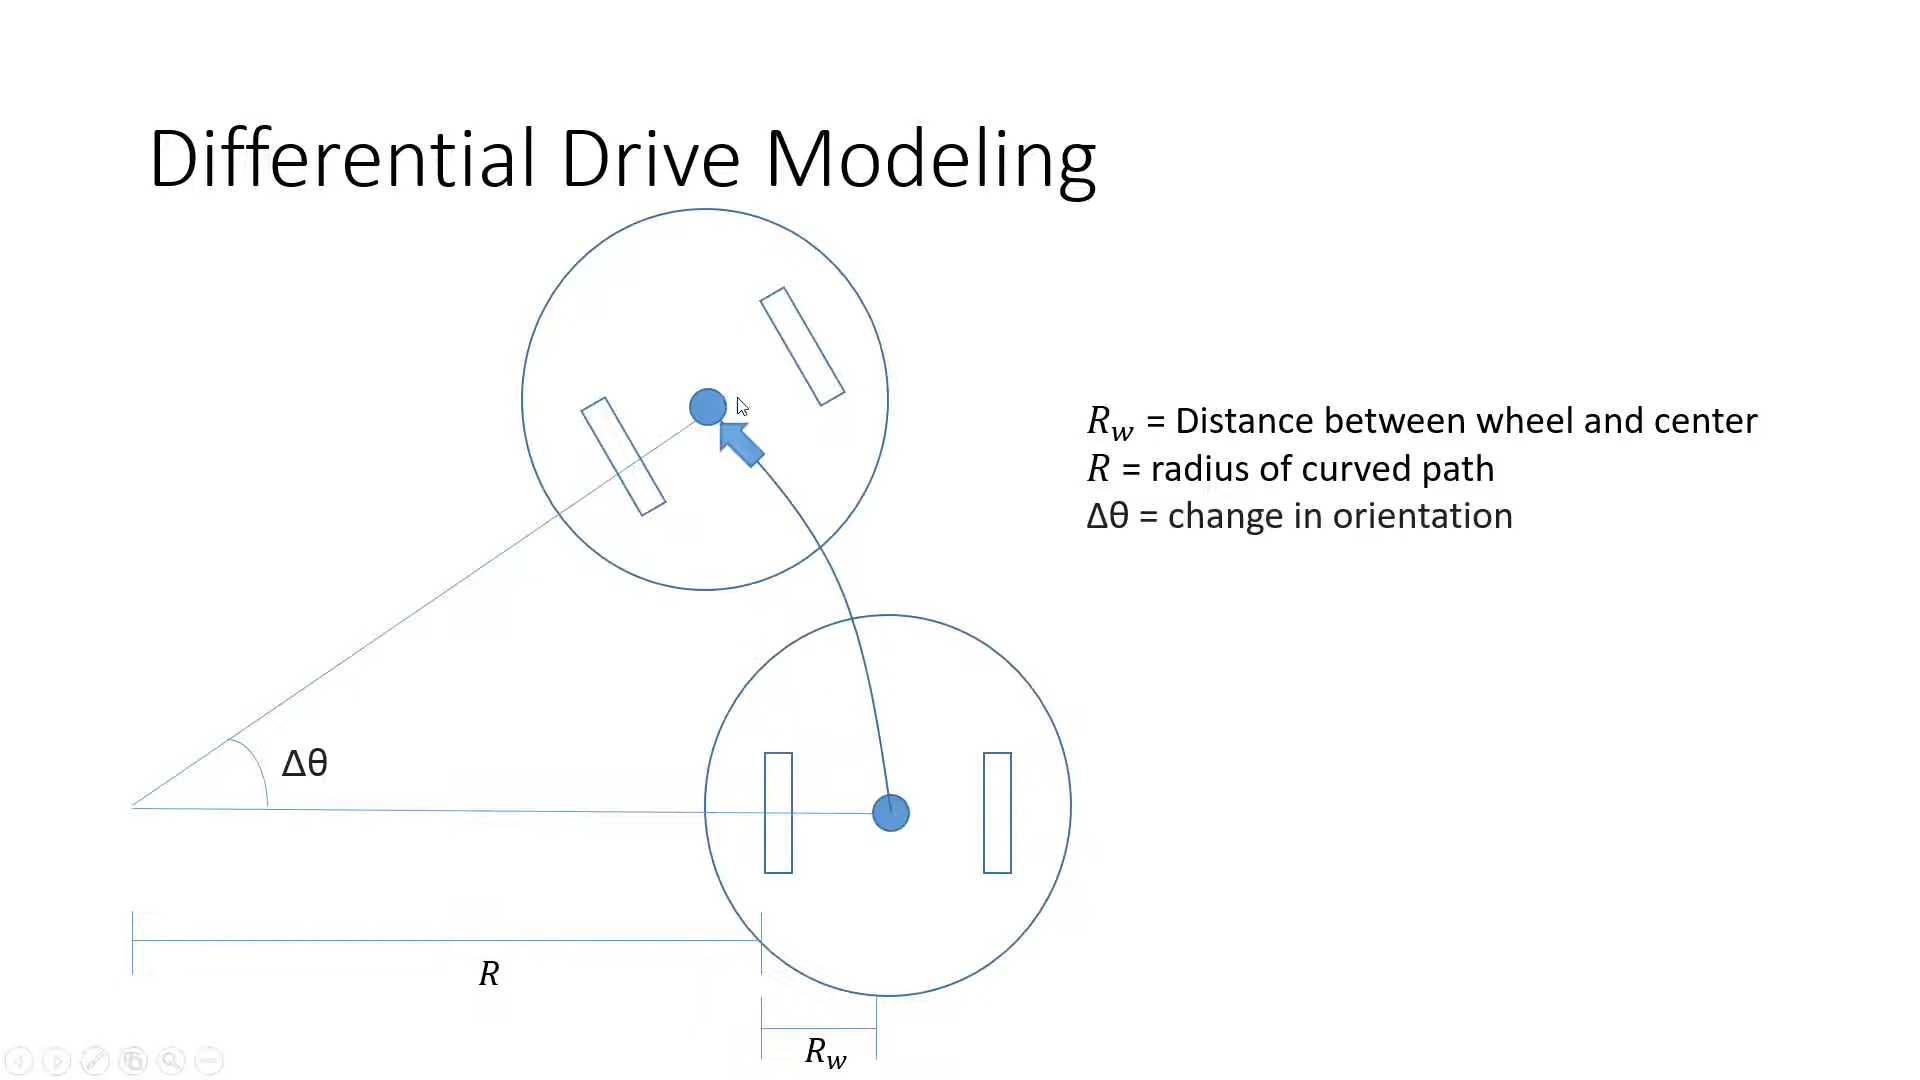 Differential Drive Modeling
R_w = Distance between wheel and center
R = radius of curved path
Δθ = change in orientation
Δθ
R
R_w